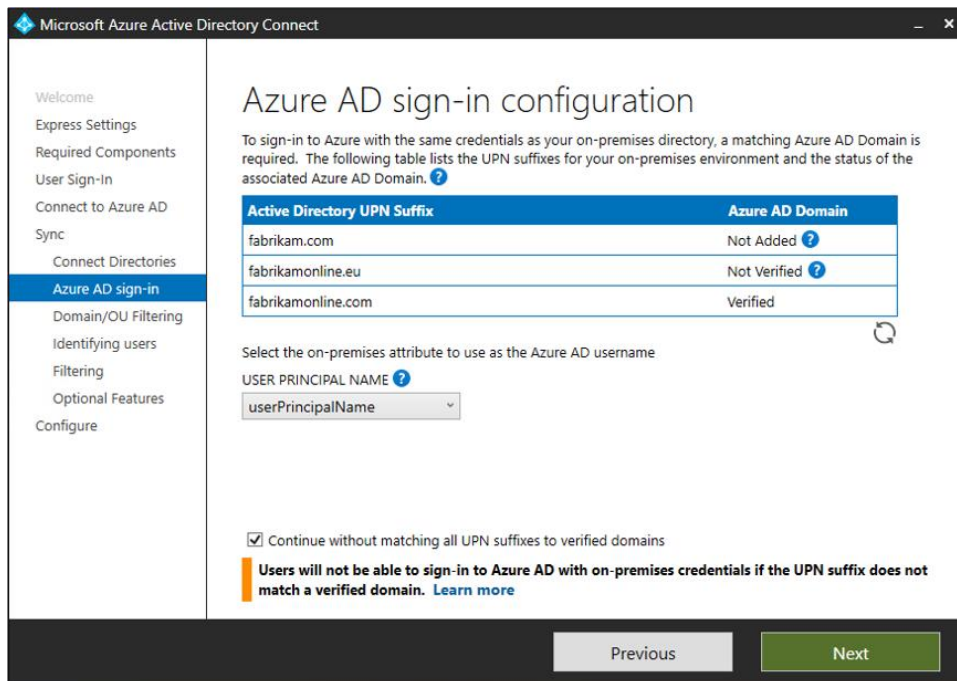 Microsoft Azure Active Directory Connect
Welcome
Express Settings
Required Components
User Sign-In
Connect to Azure AD
Sync
Connect Directories
Azure AD sign-in
Domain/OU Filtering
Identifying users
Filtering
Optional Features
Configure
Azure AD sign-in configuration
To sign-in to Azure with the same credentials as your on-premises directory, a matching Azure AD Domain is
required. The following table lists the UPN suffixes for your on-premises environment and the status of the
associated Azure AD Domain. ?
Active Directory UPN Suffix Azure AD Domain
fabrikam.com Not Added ?
fabrikamonline.eu Not Verified ?
fabrikamonline.com Verified
Select the on-premises attribute to use as the Azure AD username
USER PRINCIPAL NAME ?
userPrincipalName
Continue without matching all UPN suffixes to verified domains
Users will not be able to sign-in to Azure AD with on-premises credentials if the UPN suffix does not
match a verified domain. Learn more
Previous Next